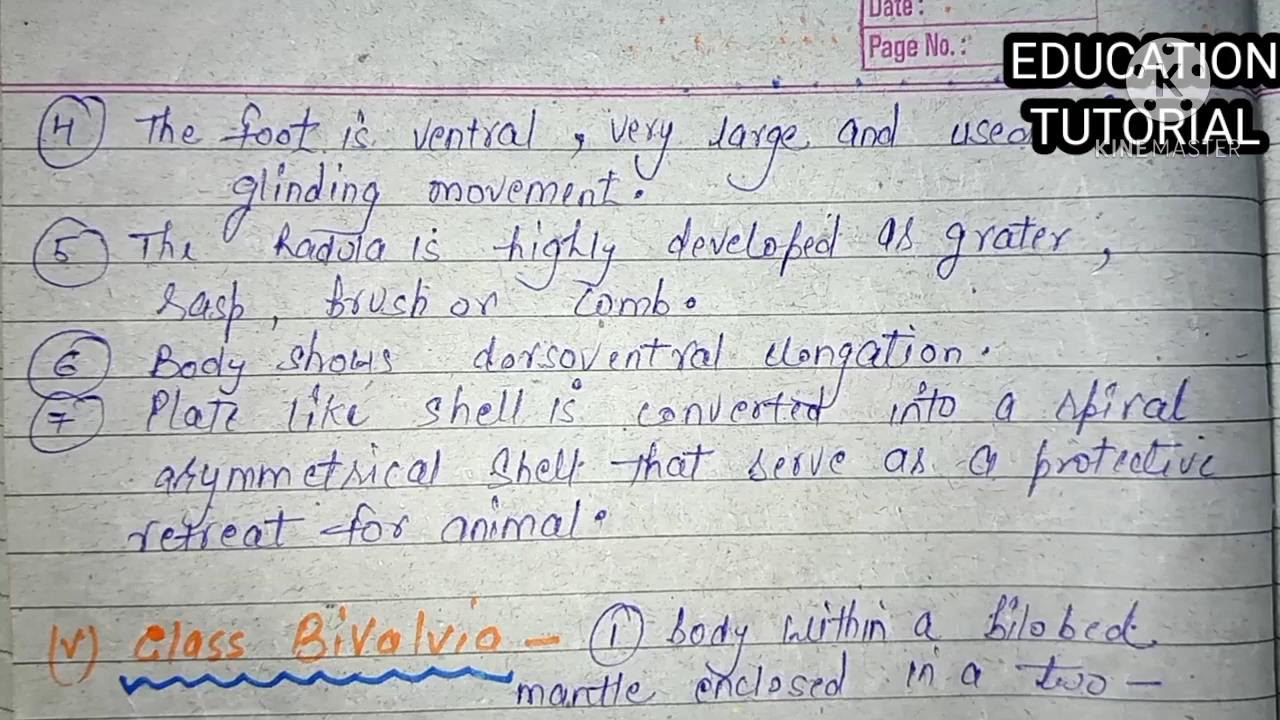 Date:
Page No.:
EDUCATION
TUTORIAL
K
KINEMASTER
4 The foot is ventral, very large and used
glinding movement.
5 The Radula is highly developed as grater,
rasp, brush or comb.
6 Body shows dorsoventral elongation.
7 Plate like shell is converted into a spiral
asymmetrical shell that serve as a protective
retreat for animal.
(V) Class Bivalvia – 1 body within a bilobed
mantle enclosed in a two –